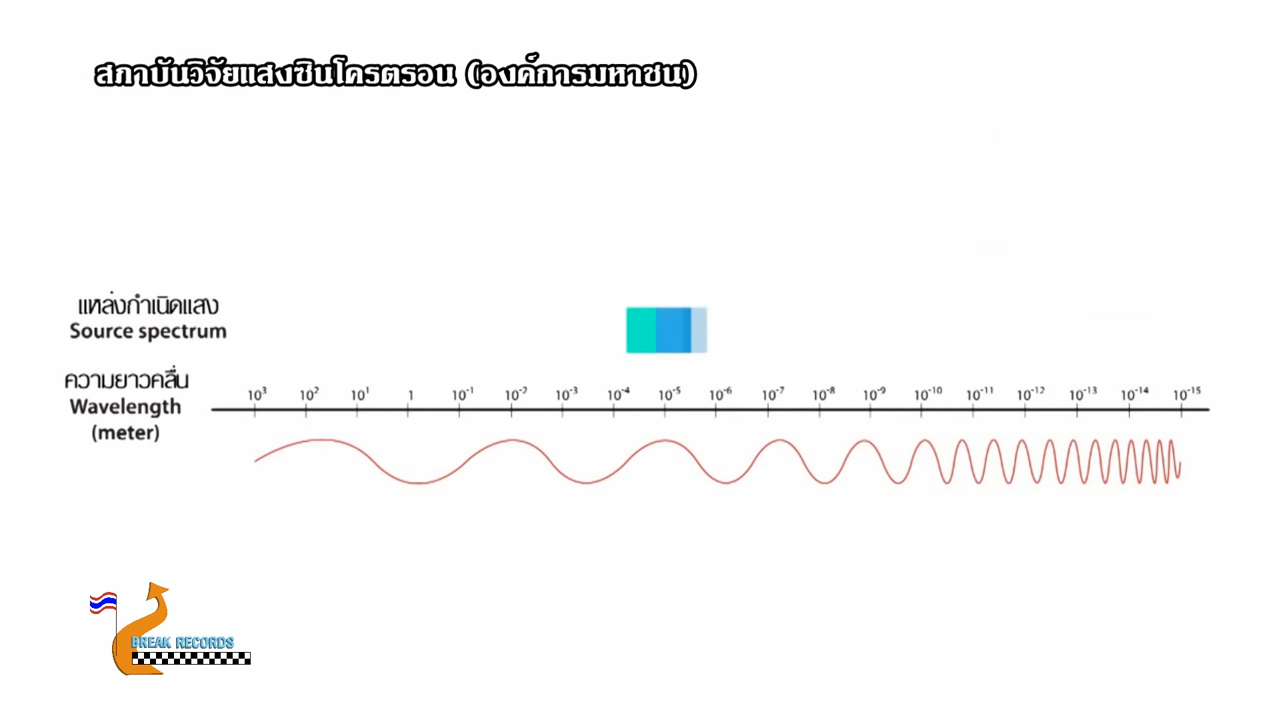 สถาบันวิจัยแสงซินโครตรอน (องค์การมหาชน)
แหล่งกำเนิดแสง
Source spectrum
ความยาวคลื่น
Wavelength
(meter)
10³ 10² 10¹ 1 10⁻¹ 10⁻² 10⁻³ 10⁻⁴ 10⁻⁵ 10⁻⁶ 10⁻⁷ 10⁻⁸ 10⁻⁹ 10⁻¹⁰ 10⁻¹¹ 10⁻¹² 10⁻¹³ 10⁻¹⁴ 10⁻¹⁵
BREAK RECORDS